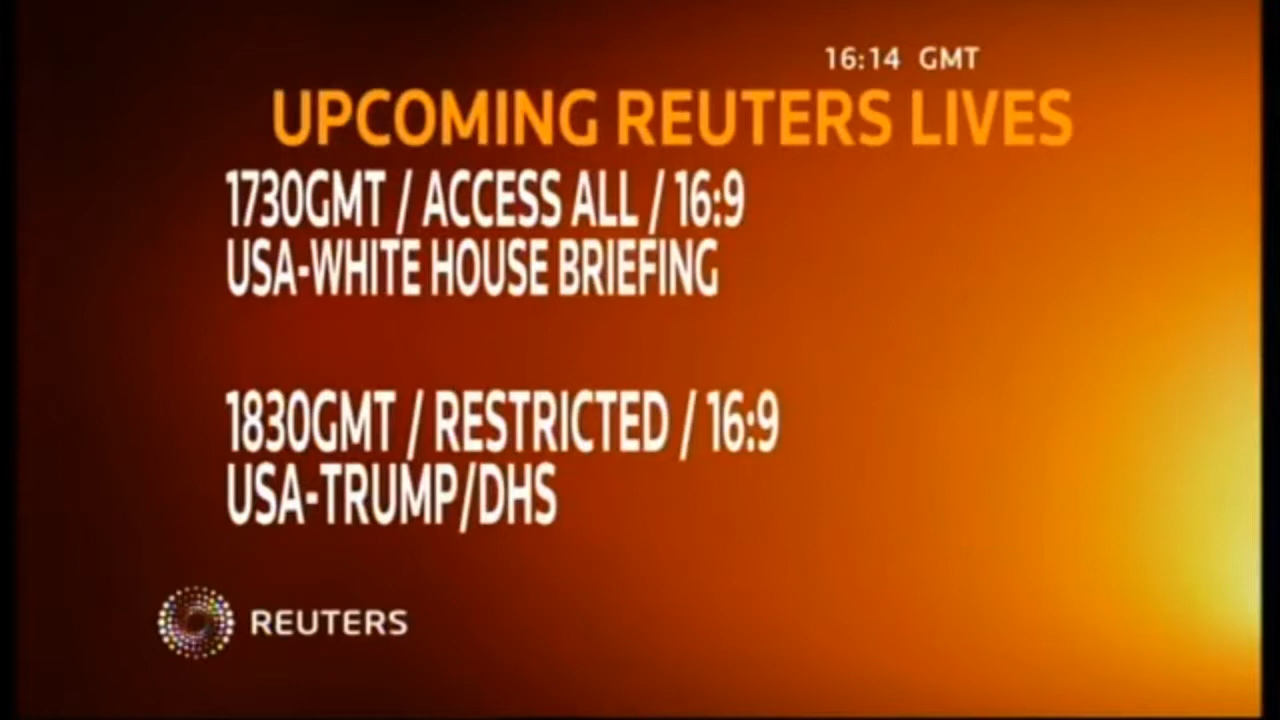 16:14 GMT
UPCOMING REUTERS LIVES
1730GMT / ACCESS ALL / 16:9
USA-WHITE HOUSE BRIEFING
1830GMT / RESTRICTED / 16:9
USA-TRUMP/DHS
REUTERS